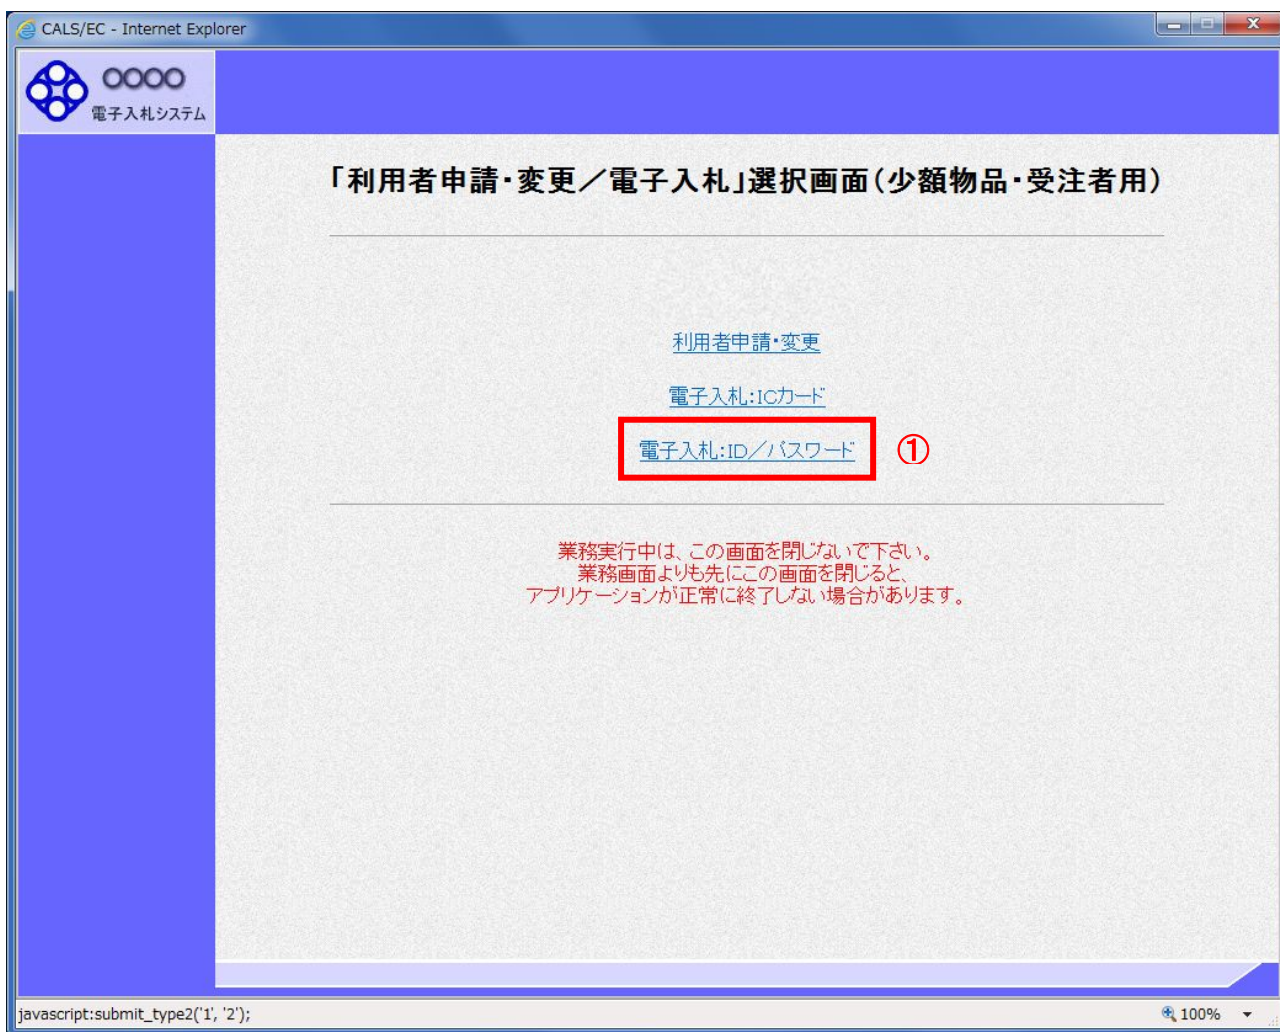 CALS/EC - Internet Explorer
○○○○
電子入札システム
「利用者申請・変更／電子入札」選択画面(少額物品・受注者用)
利用者申請・変更
電子入札:ICカード
電子入札:ID／パスワード ①
業務実行中は、この画面を閉じないで下さい。
業務画面よりも先にこの画面を閉じると、
アプリケーションが正常に終了しない場合があります。
javascript:submit_type2('1', '2'); 100%